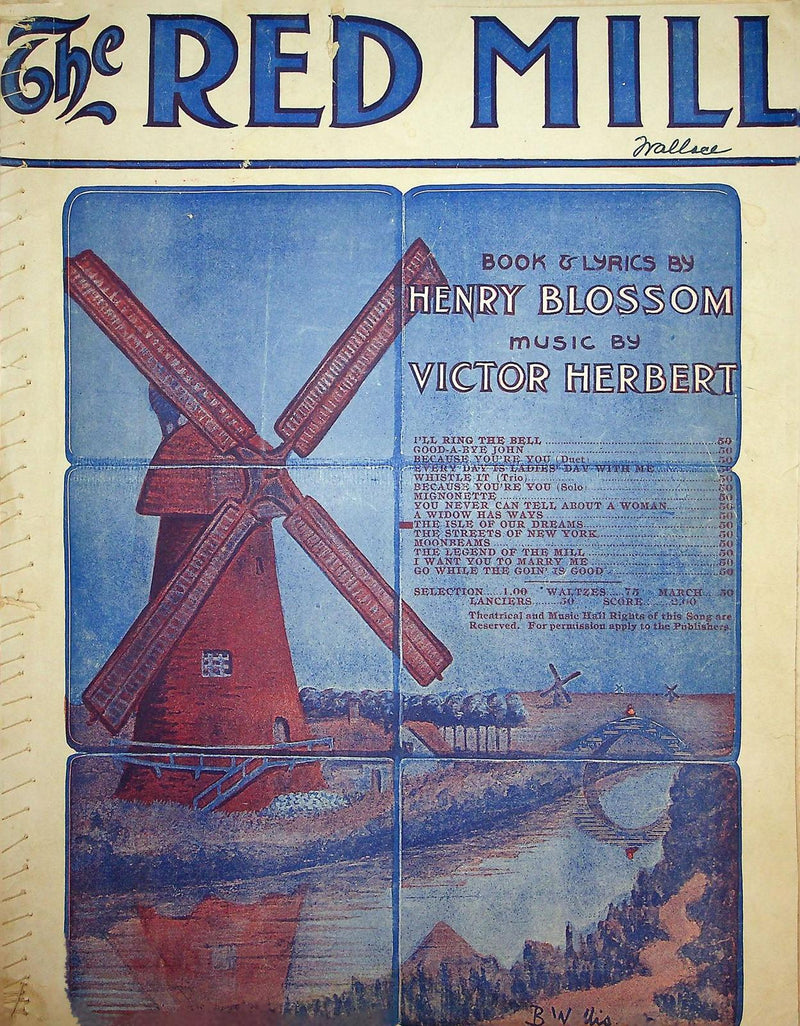 The RED MILL
Wallace
BOOK & LYRICS BY
HENRY BLOSSOM
MUSIC BY
VICTOR HERBERT
I'LL RING THE BELL 50
GOOD-A-BYE JOHN 50
BECAUSE YOU'RE YOU (Duet) 50
EVERY DAY IS LADIES' DAY WITH ME 50
WHISTLE IT (Trio) 50
BECAUSE YOU'RE YOU (Solo) 50
MIGNONETTE 50
YOU NEVER CAN TELL ABOUT A WOMAN 50
A WIDOW HAS WAYS 50
THE ISLE OF OUR DREAMS 50
THE STREETS OF NEW YORK 50
MOONBEAMS 50
THE LEGEND OF THE MILL 50
I WANT YOU TO MARRY ME 50
GO WHILE THE GOIN' IS GOOD 50
SELECTION.....1.00 WALTZES...75 MARCH...50
LANCIERS.......50 SCORE......2.00
Theatrical and Music Hall Rights of this Song are
Reserved. For permission apply to the Publishers.
B W